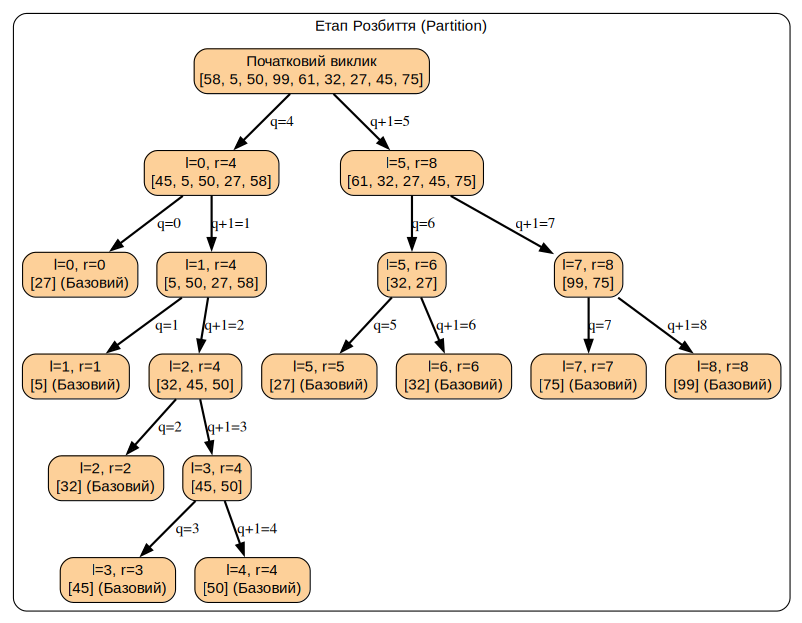 Етап Розбиття (Partition)
Початковий виклик
[58, 5, 50, 99, 61, 32, 27, 45, 75]
q=4
q+1=5
l=0, r=4
[45, 5, 50, 27, 58]
l=5, r=8
[61, 32, 27, 45, 75]
q=0
q+1=1
q=6
q+1=7
l=0, r=0
[27] (Базовий)
l=1, r=4
[5, 50, 27, 58]
l=5, r=6
[32, 27]
l=7, r=8
[99, 75]
q=1
q+1=2
q=5
q+1=6
q=7
q+1=8
l=1, r=1
[5] (Базовий)
l=2, r=4
[32, 45, 50]
l=5, r=5
[27] (Базовий)
l=6, r=6
[32] (Базовий)
l=7, r=7
[75] (Базовий)
l=8, r=8
[99] (Базовий)
q=2
q+1=3
l=2, r=2
[32] (Базовий)
l=3, r=4
[45, 50]
q=3
q+1=4
l=3, r=3
[45] (Базовий)
l=4, r=4
[50] (Базовий)